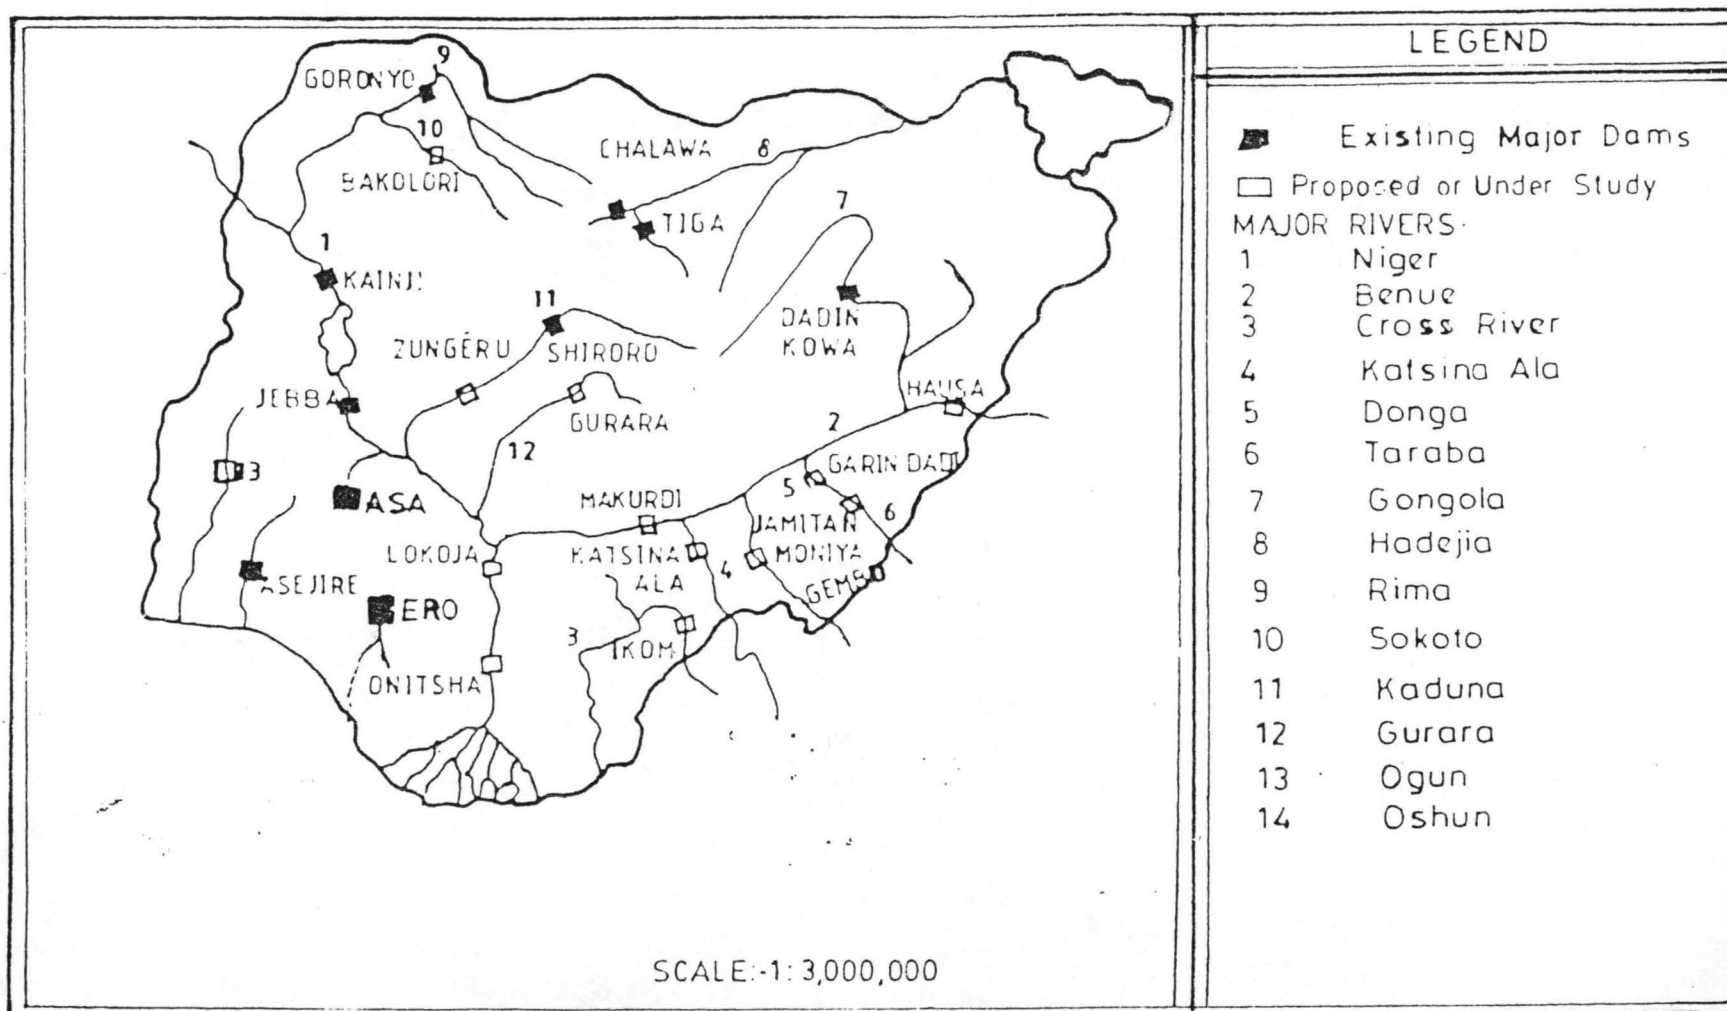 9
GORONYO
10
BAKOLORI
CHALAWA
8
TIGA
7
1
KAINJI
11
ZUNGERU
SHIRORO
DADIN
KOWA
JEBBA
GURARA
HAUSA
2
12
GARIN DADI
13
ASA
MAKURDI
5
6
JAMITAN
MONIYA
LOKOJA
KATSINA
ALA
4
GEMBU
ASEJIRE
ERO
3
IKOM
ONITSHA
SCALE:-1:3,000,000
LEGEND
Existing Major Dams
Proposed or Under Study
MAJOR RIVERS
1 Niger
2 Benue
3 Cross River
4 Katsina Ala
5 Donga
6 Taraba
7 Gongola
8 Hadejia
9 Rima
10 Sokoto
11 Kaduna
12 Gurara
13 Ogun
14 Oshun